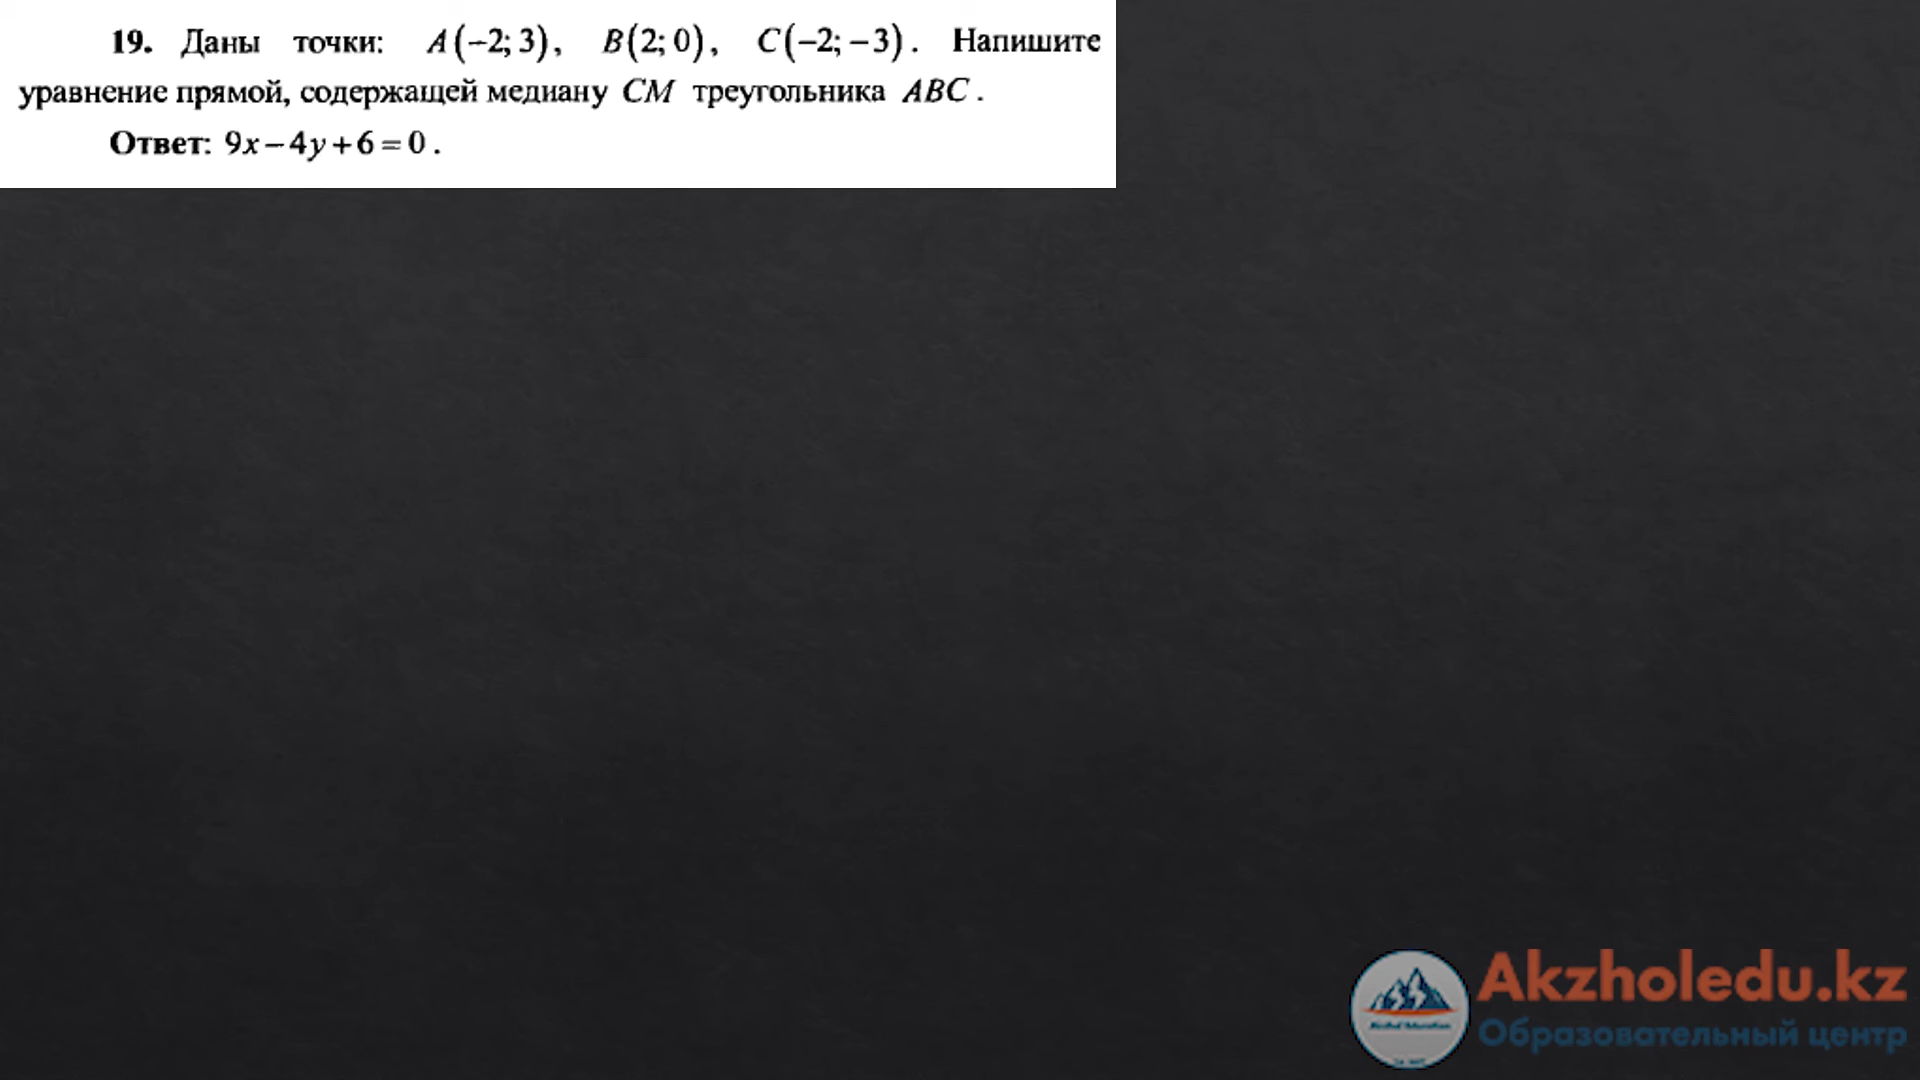 19. Даны точки: A(−2; 3), B(2; 0), C(−2; −3). Напишите
уравнение прямой, содержащей медиану CM треугольника ABC.
Ответ: 9x − 4y + 6 = 0.
Akzholedu.kz
Образовательный центр